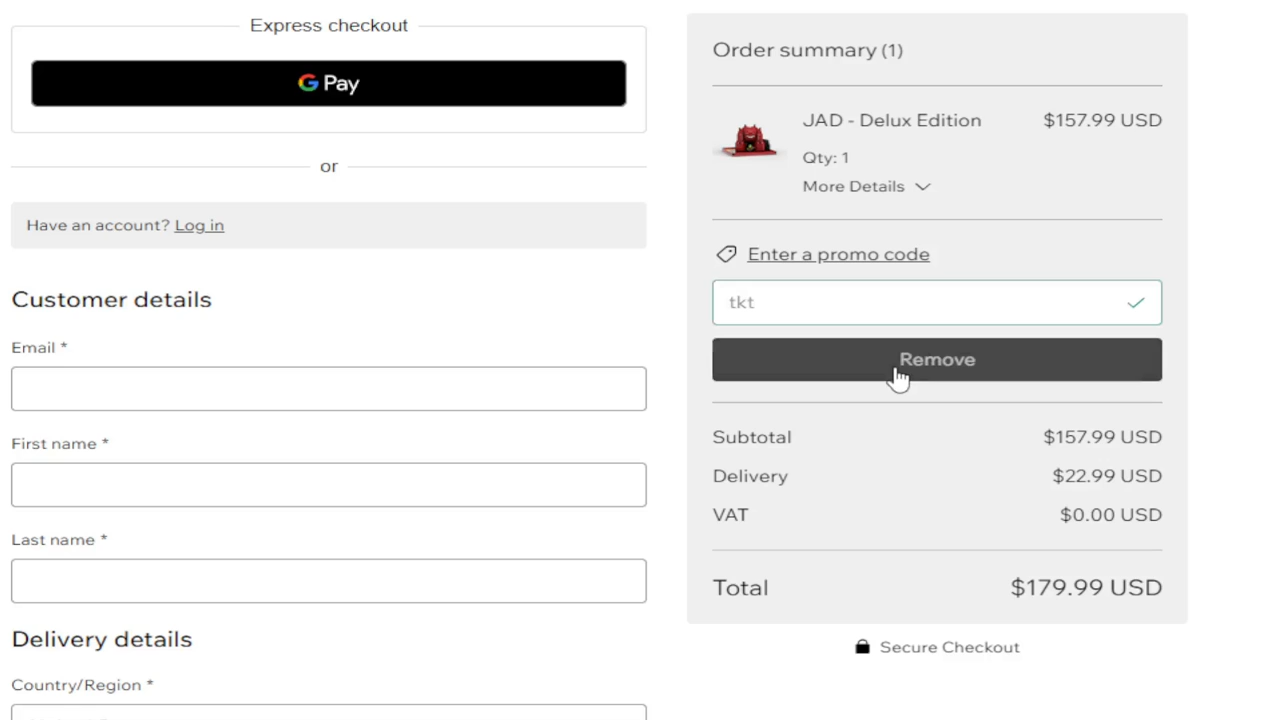 Express checkout
G Pay
or
Have an account? Log in
Customer details
Email *
First name *
Last name *
Delivery details
Country/Region *
Order summary (1)
JAD - Delux Edition $157.99 USD
Qty: 1
More Details
Enter a promo code
tkt
Remove
Subtotal $157.99 USD
Delivery $22.99 USD
VAT $0.00 USD
Total $179.99 USD
Secure Checkout